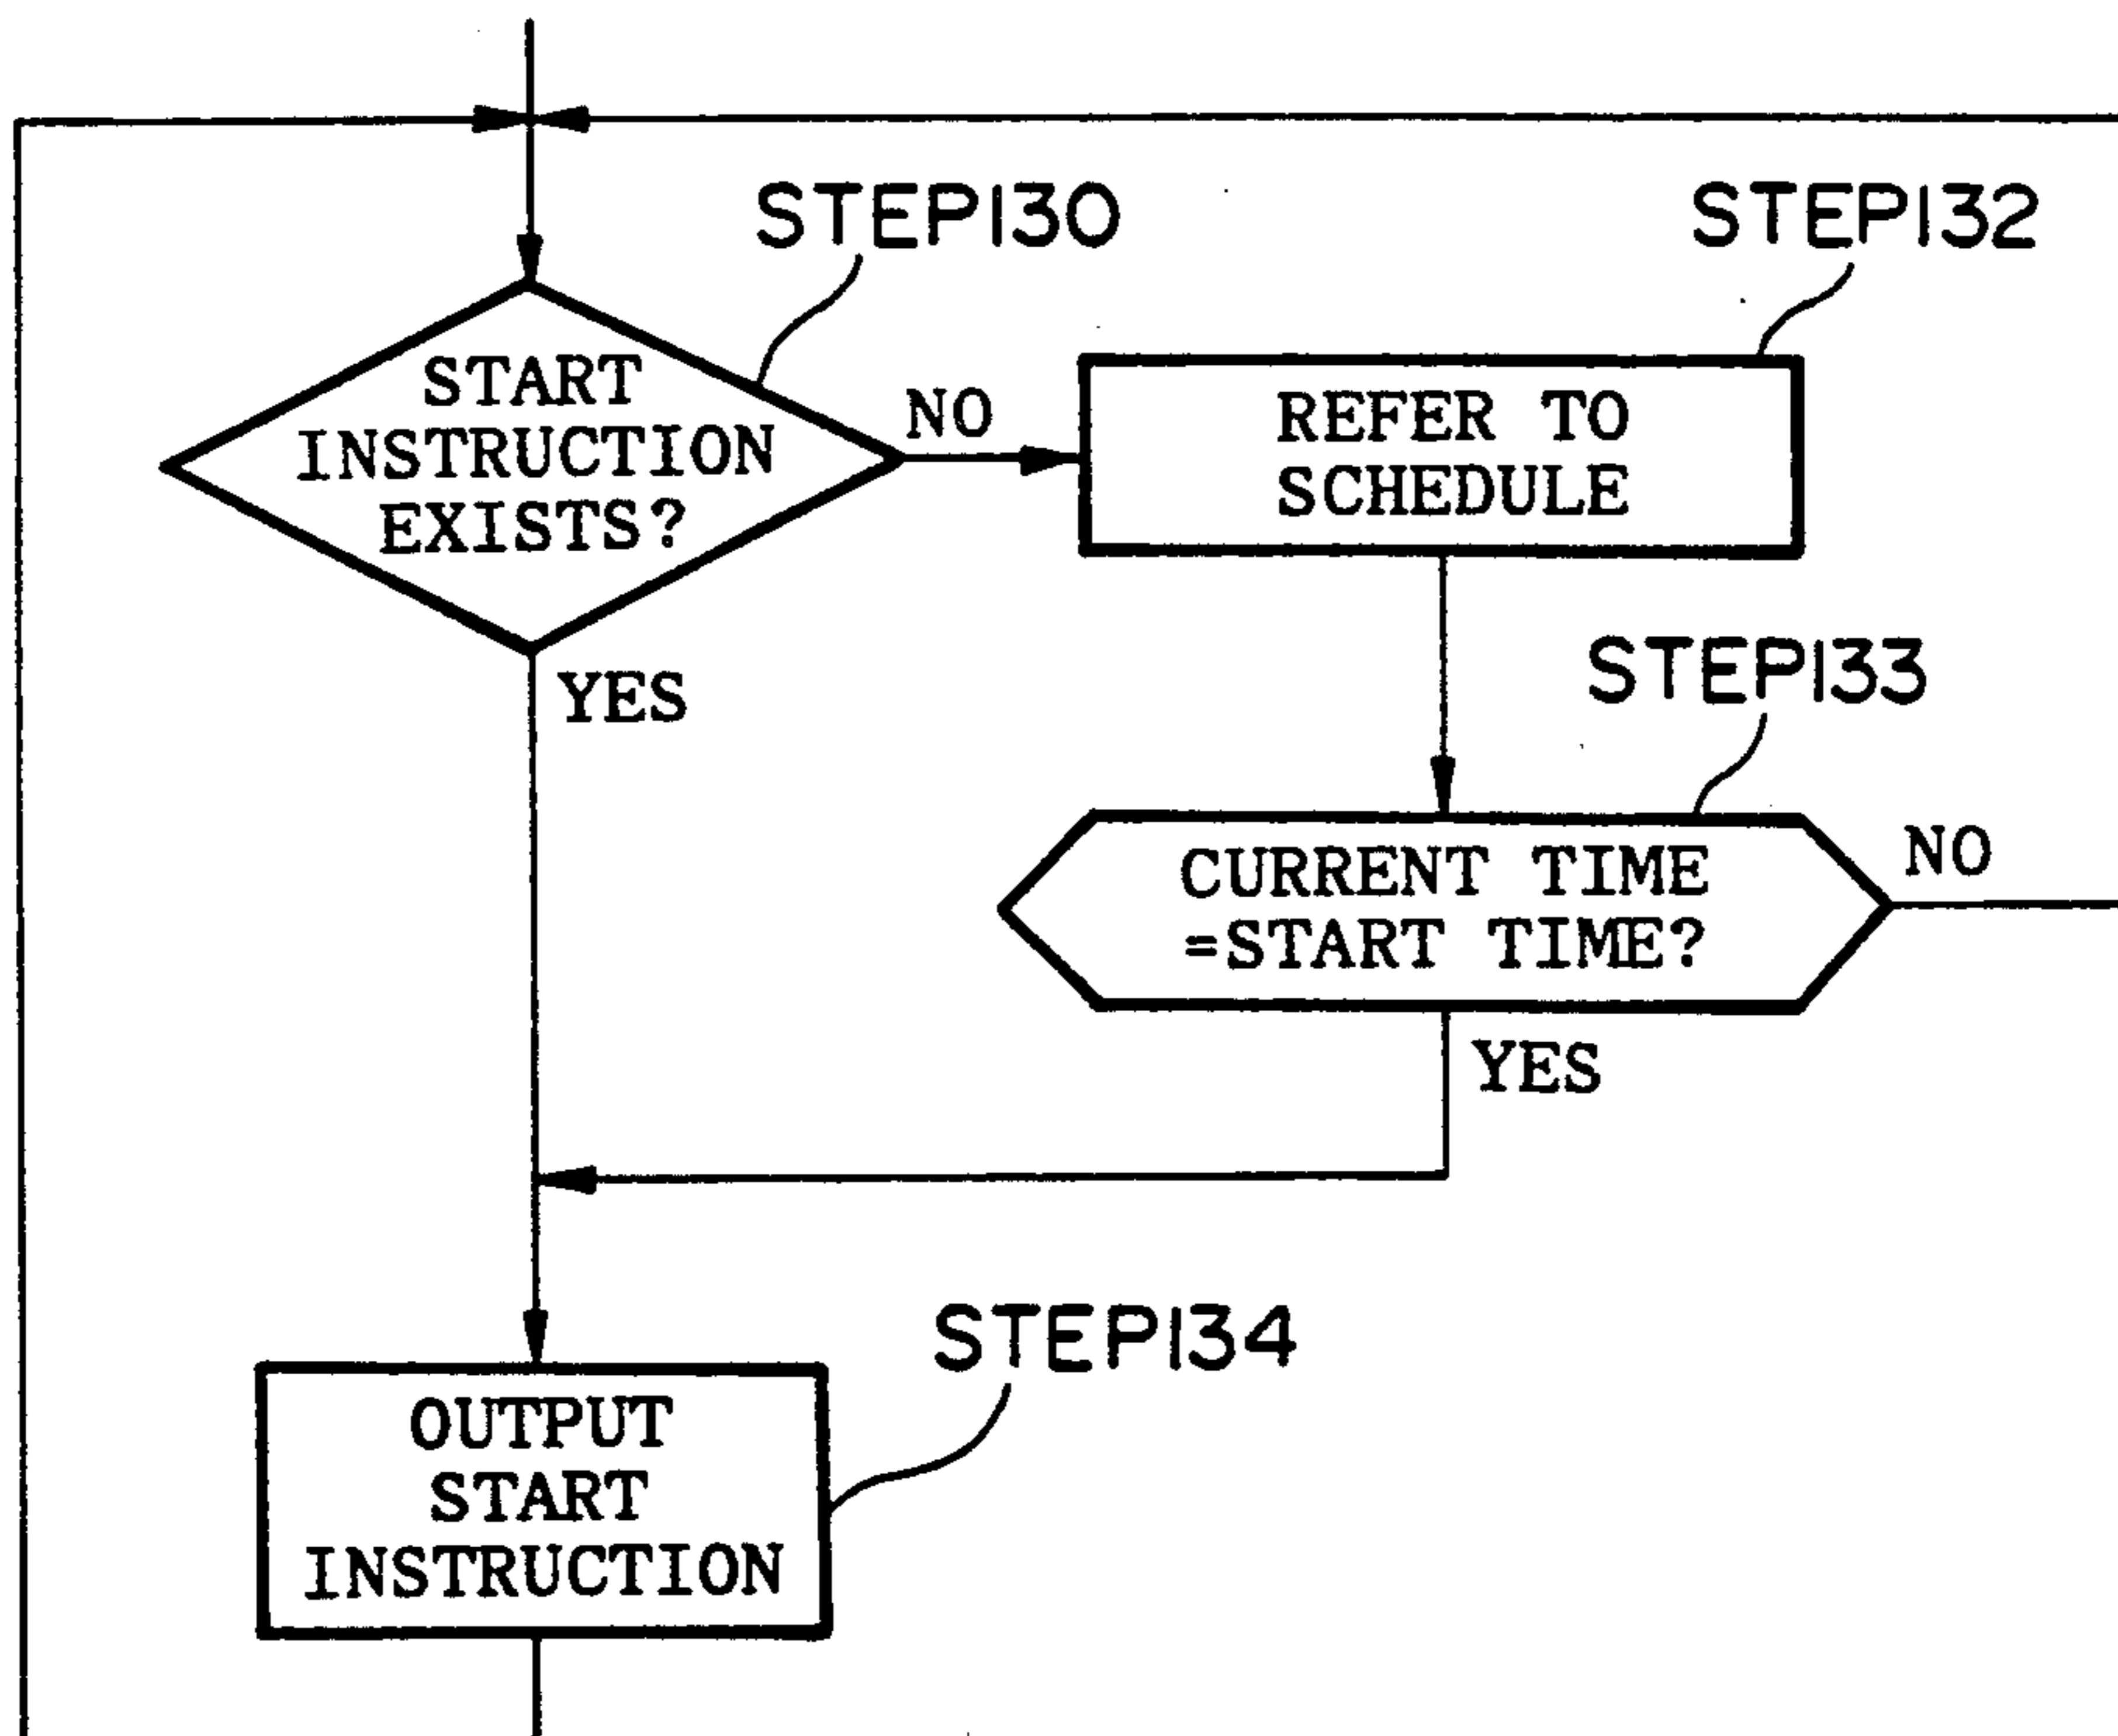 STEP130
STEP132
START
INSTRUCTION
EXISTS?
NO
REFER TO
SCHEDULE
YES
STEP133
CURRENT TIME
=START TIME?
NO
YES
STEP134
OUTPUT
START
INSTRUCTION